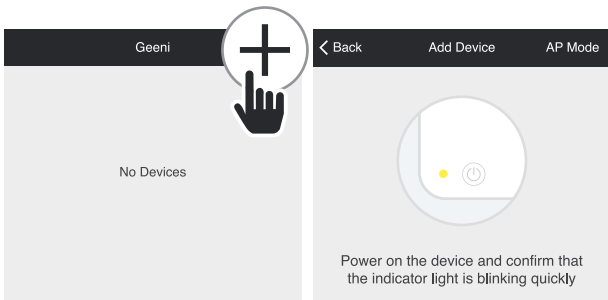 Geeni
No Devices
Back
Add Device
AP Mode
Power on the device and confirm that
the indicator light is blinking quickly